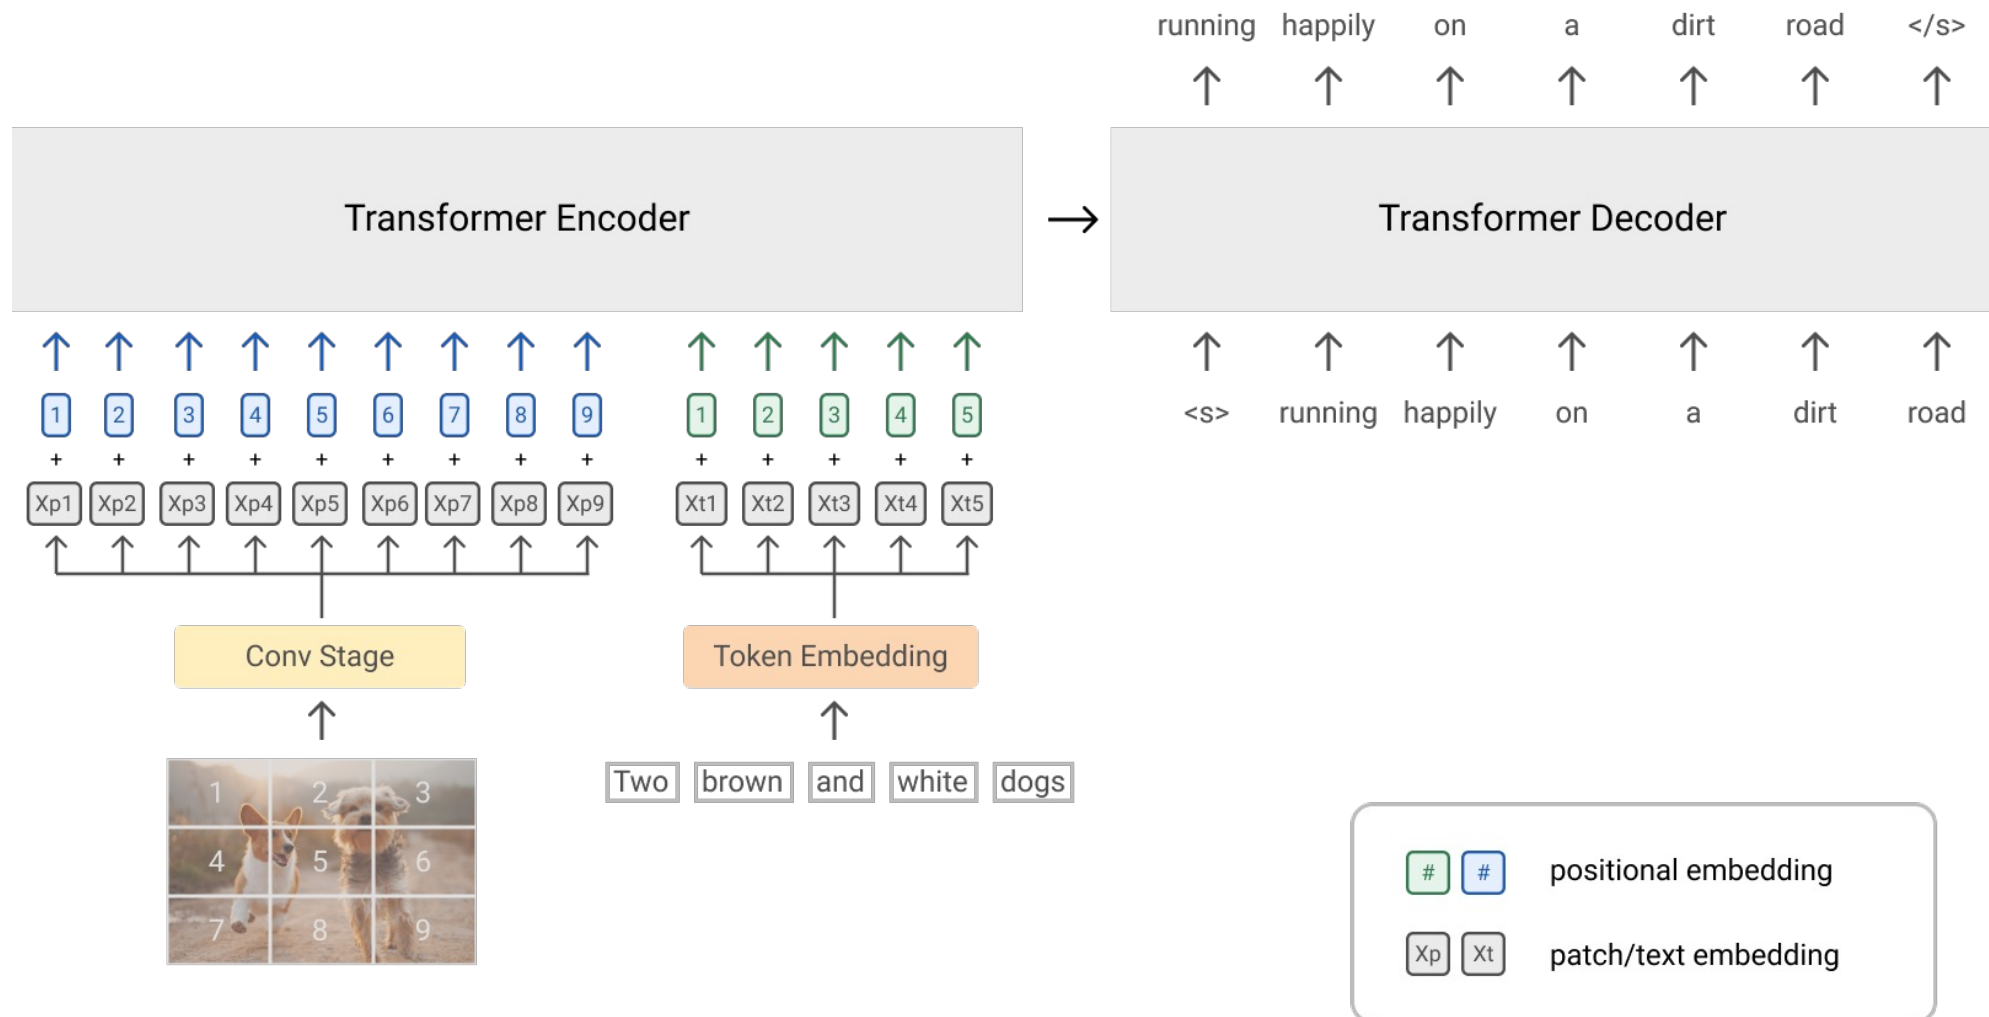 running happily on a dirt road </s>
Transformer Encoder
Transformer Decoder
1 2 3 4 5 6 7 8 9
1 2 3 4 5
<s> running happily on a dirt road
+ + + + + + + + +
+ + + + +
Xp1 Xp2 Xp3 Xp4 Xp5 Xp6 Xp7 Xp8 Xp9
Xt1 Xt2 Xt3 Xt4 Xt5
Conv Stage
Token Embedding
Two brown and white dogs
1 2 3
4 5 6
7 8 9
# # positional embedding
Xp Xt patch/text embedding